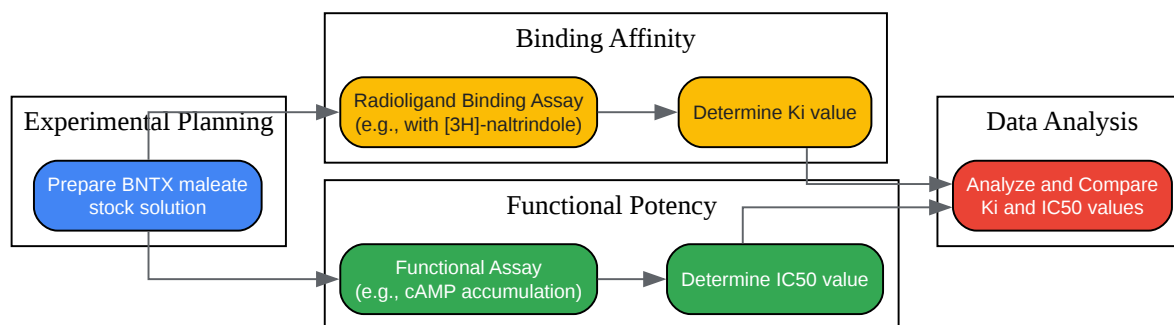 Experimental Planning
Prepare BNTX maleate
stock solution
Binding Affinity
Radioligand Binding Assay
(e.g., with [3H]-naltrindole)
Determine Ki value
Functional Potency
Functional Assay
(e.g., cAMP accumulation)
Determine IC50 value
Data Analysis
Analyze and Compare
Ki and IC50 values